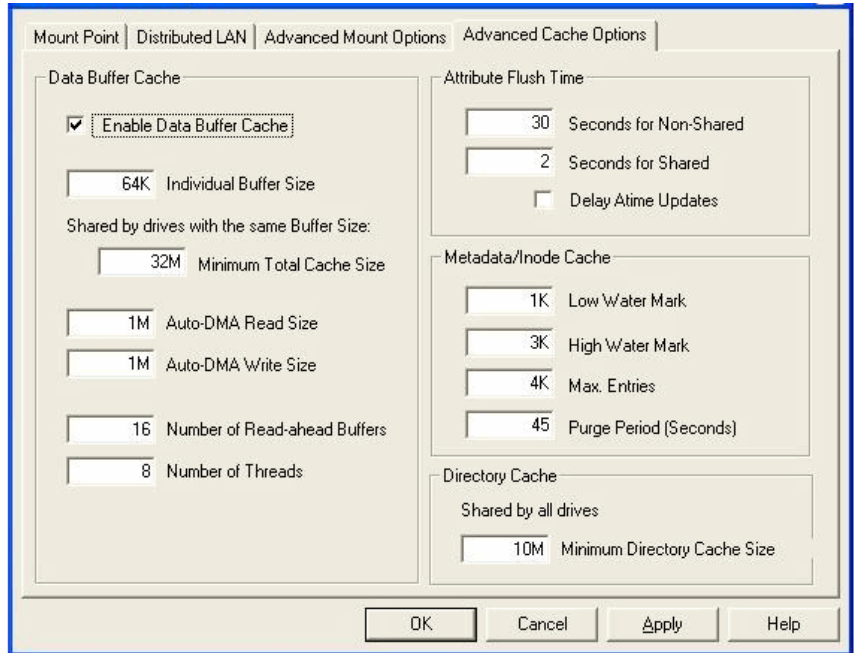 Mount Point
Distributed LAN
Advanced Mount Options
Advanced Cache Options
Data Buffer Cache
Enable Data Buffer Cache
64K Individual Buffer Size
Shared by drives with the same Buffer Size:
32M Minimum Total Cache Size
1M Auto-DMA Read Size
1M Auto-DMA Write Size
16 Number of Read-ahead Buffers
8 Number of Threads
Attribute Flush Time
30 Seconds for Non-Shared
2 Seconds for Shared
Delay Atime Updates
Metadata/Inode Cache
1K Low Water Mark
3K High Water Mark
4K Max. Entries
45 Purge Period (Seconds)
Directory Cache
Shared by all drives
10M Minimum Directory Cache Size
OK
Cancel
Apply
Help